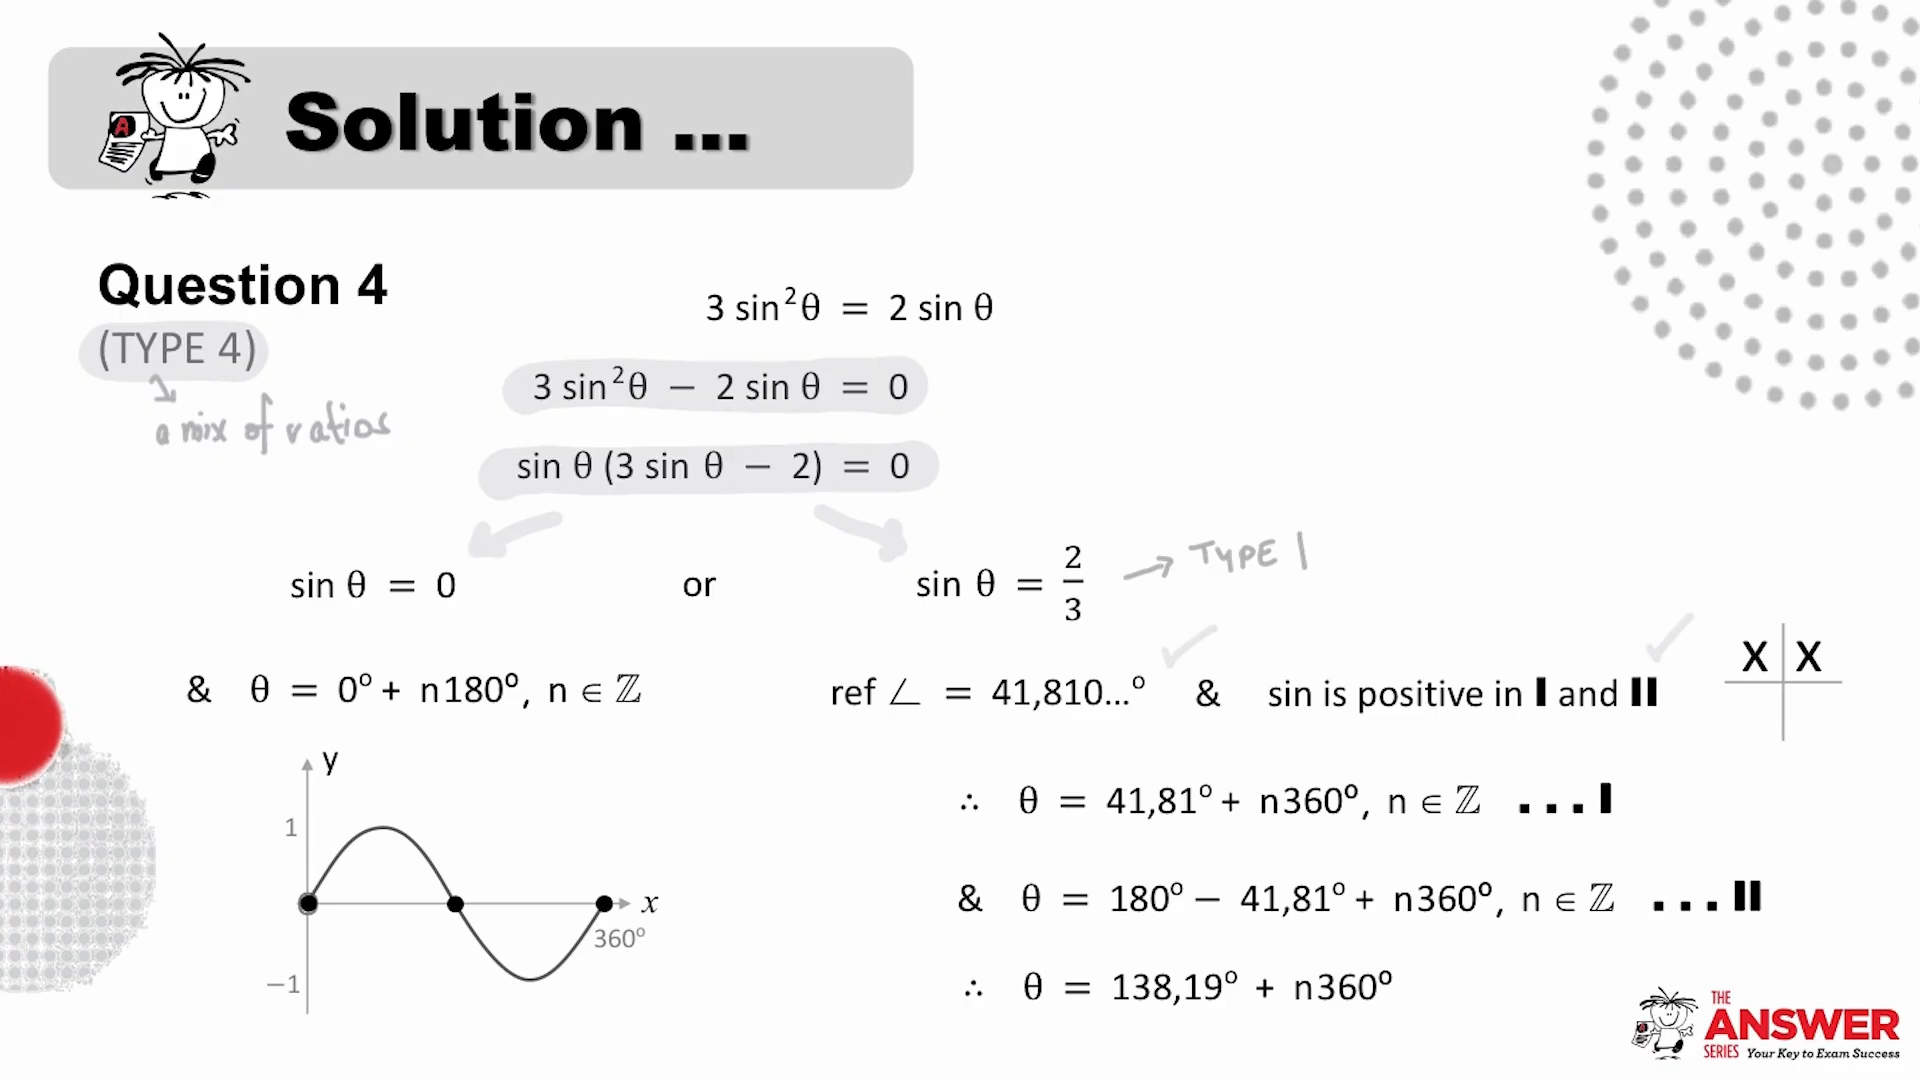 A
Solution ...
Question 4
(TYPE 4)
a mix of ratios
3 sin²θ = 2 sin θ
3 sin²θ − 2 sin θ = 0
sin θ (3 sin θ − 2) = 0
sin θ = 0 or sin θ = 2/3 → TYPE 1
& θ = 0° + n180°, n ∈ ℤ
ref ∠ = 41,810...° & sin is positive in I and II
X X
y
1
x
360°
−1
∴ θ = 41,81° + n360°, n ∈ ℤ ...I
& θ = 180° − 41,81° + n360°, n ∈ ℤ ...II
∴ θ = 138,19° + n360°
THE
ANSWER
SERIES Your Key to Exam Success